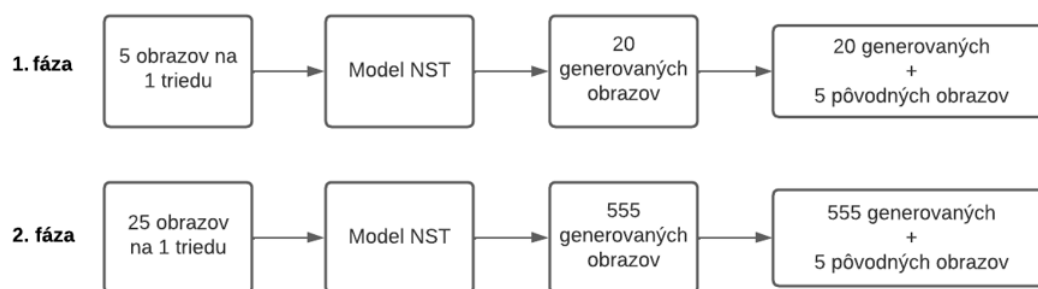 1. fáza
5 obrazov na
1 triedu
Model NST
20
generovaných
obrazov
20 generovaných
+
5 pôvodných obrazov
2. fáza
25 obrazov
na 1 triedu
Model NST
555
generovaných
obrazov
555 generovaných
+
5 pôvodných obrazov